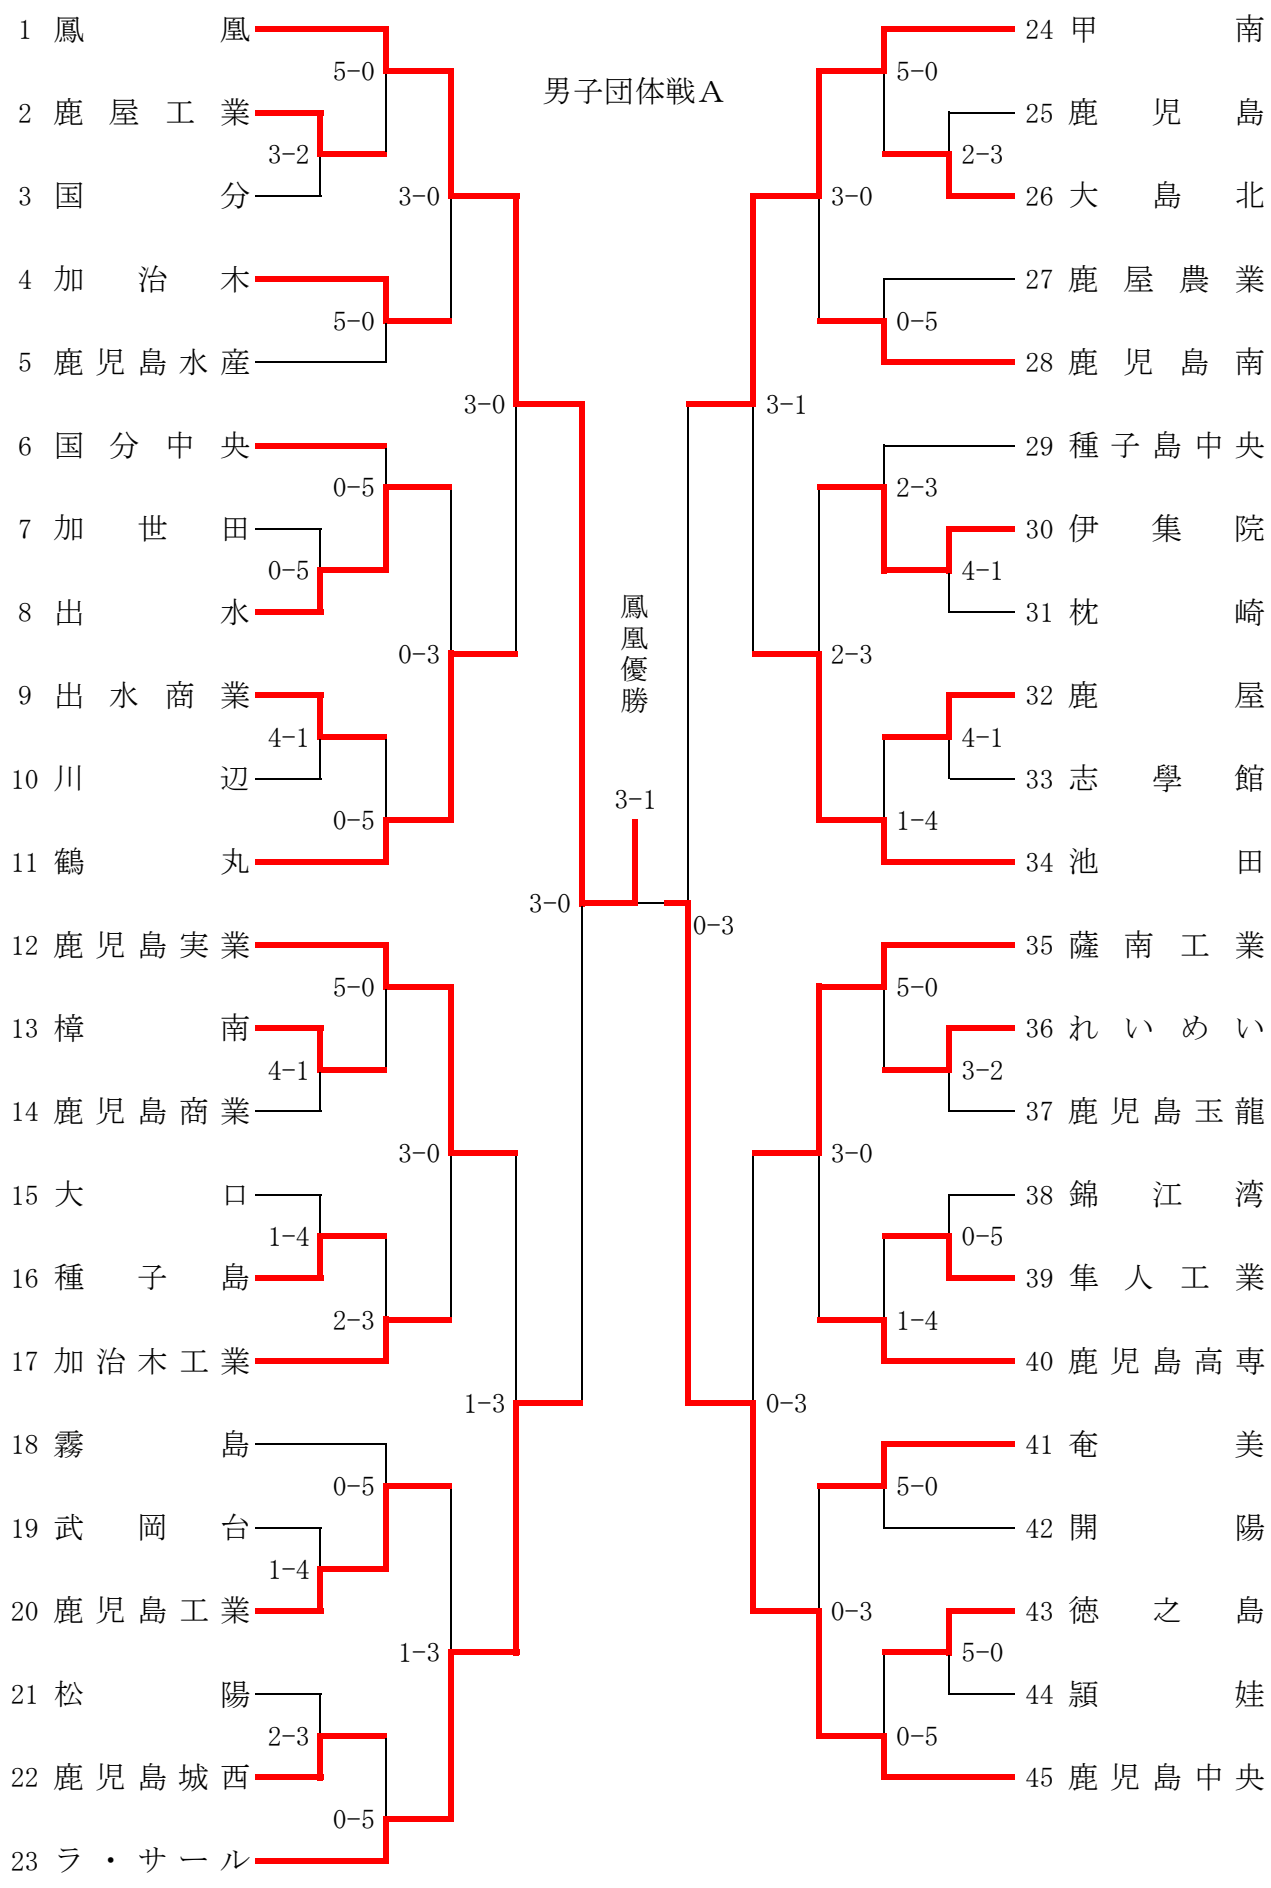 男子団体戦A
1 鳳凰
5-0
2 鹿屋工業
3-2
3 国分
3-0
4 加治木
5-0
5 鹿児島水産
3-0
6 国分中央
0-5
7 加世田
0-5
8 出水
0-3
9 出水商業
4-1
10 川辺
0-5
11 鶴丸
3-0
12 鹿児島実業
5-0
13 樟南
4-1
14 鹿児島商業
3-0
15 大口
1-4
16 種子島
2-3
17 加治木工業
1-3
18 霧島
0-5
19 武岡台
1-4
20 鹿児島工業
1-3
21 松陽
2-3
22 鹿児島城西
0-5
23 ラ・サール
鳳凰優勝
3-1
24 甲南
5-0
25 鹿児島
2-3
26 大島北
3-0
27 鹿屋農業
0-5
28 鹿児島南
3-1
29 種子島中央
2-3
30 伊集院
4-1
31 枕崎
2-3
32 鹿屋
4-1
33 志學館
1-4
34 池田
0-3
35 薩南工業
5-0
36 れいめい
3-2
37 鹿児島玉龍
3-0
38 錦江湾
0-5
39 隼人工業
1-4
40 鹿児島高専
0-3
41 奄美
5-0
42 開陽
0-3
43 徳之島
5-0
44 頴娃
0-5
45 鹿児島中央